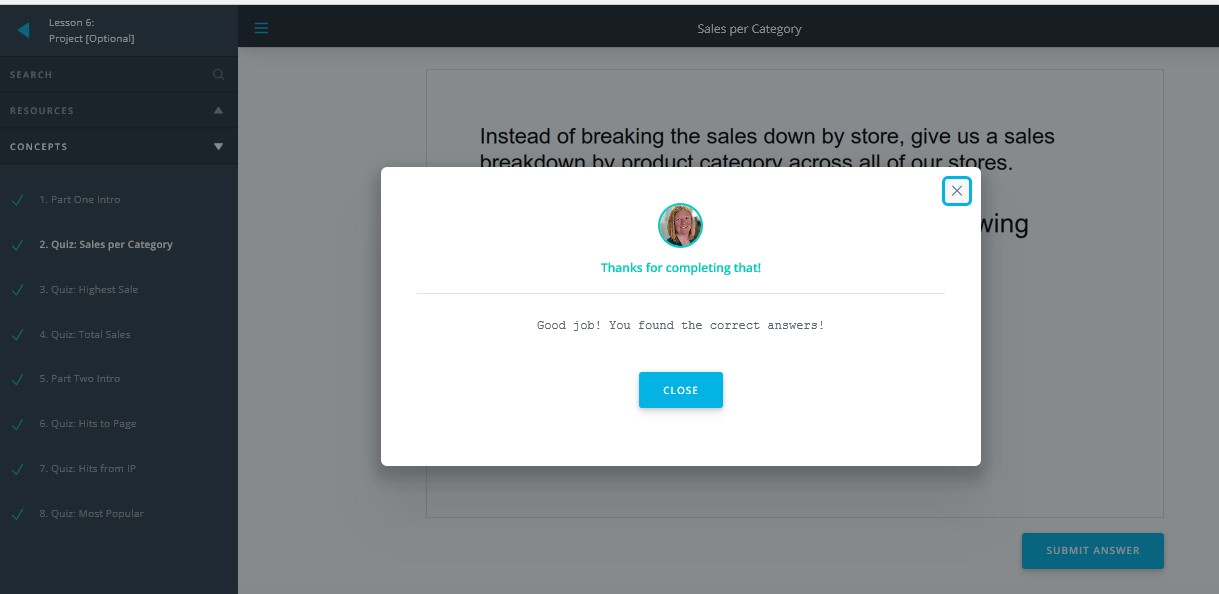 Lesson 6:
Project [Optional]
SEARCH
RESOURCES
CONCEPTS
1. Part One Intro
2. Quiz: Sales per Category
3. Quiz: Highest Sale
4. Quiz: Total Sales
5. Part Two Intro
6. Quiz: Hits to Page
7. Quiz: Hits from IP
8. Quiz: Most Popular
Sales per Category
Instead of breaking the sales down by store, give us a sales
breakdown by product category across all of our stores.
wing
Thanks for completing that!
Good job! You found the correct answers!
CLOSE
SUBMIT ANSWER